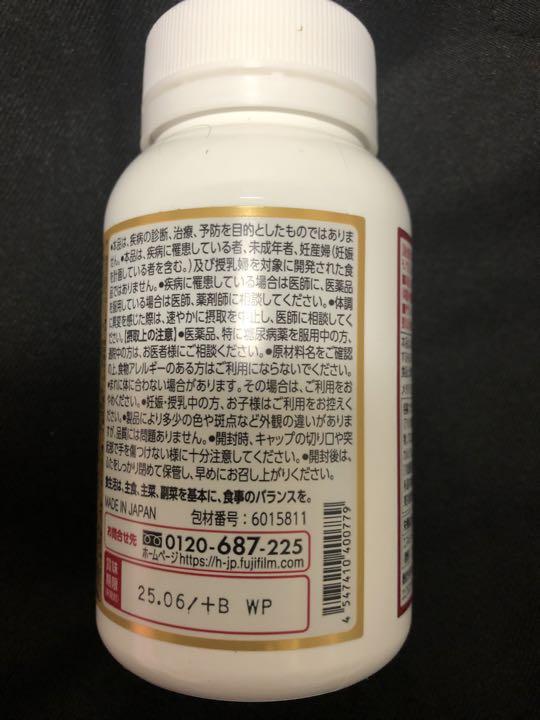 ●本品は、疾病の診断、治療、予防を目的としたものではありま
せん。●本品は、疾病に罹患している者、未成年者、妊産婦(妊娠
を計画している者を含む。)及び授乳婦を対象に開発された食
品ではありません。●疾病に罹患している場合は医師に、医薬品
を服用している場合は医師、薬剤師に相談してください。●体調
に異変を感じた際は、速やかに摂取を中止し、医師に相談してく
ださい。【摂取上の注意】●医薬品、特に糖尿病薬を服用中の方、
通院中の方は、お医者様にご相談ください。●原材料名をご確認
の上、食物アレルギーのある方はご利用にならないでください。
●まれに体に合わない場合があります。その場合は、ご利用をお
やめください。●妊娠・授乳中の方、お子様はご利用をお控えく
ださい。●製品により多少の色や斑点など外観の違いがありま
すが、品質には問題ありません。●開封時、キャップの切り口や突
起部で手を傷つけない様に十分注意してください。●開封後は、
ふたをしっかり閉めて保管し、早めにお召し上がりください。
食生活は、主食、主菜、副菜を基本に、食事のバランスを。
MADE IN JAPAN 包材番号:6015811
お問合せ先 0120-687-225
ホームページ https://h-jp.fujifilm.com
賞味期限 25.06/+B WP
4 547410 400779